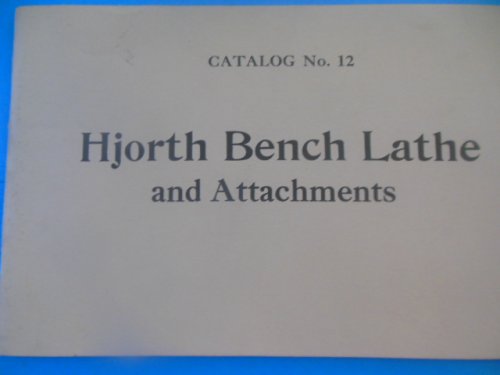 CATALOG No. 12
Hjorth Bench Lathe
and Attachments